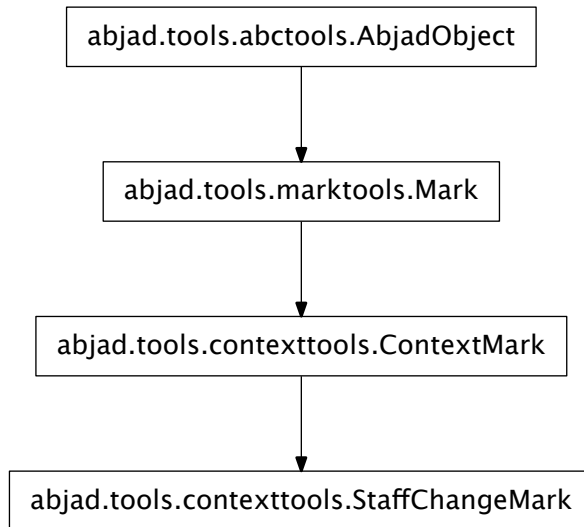 abjad.tools.abctools.AbjadObject
abjad.tools.marktools.Mark
abjad.tools.contexttools.ContextMark
abjad.tools.contexttools.StaffChangeMark